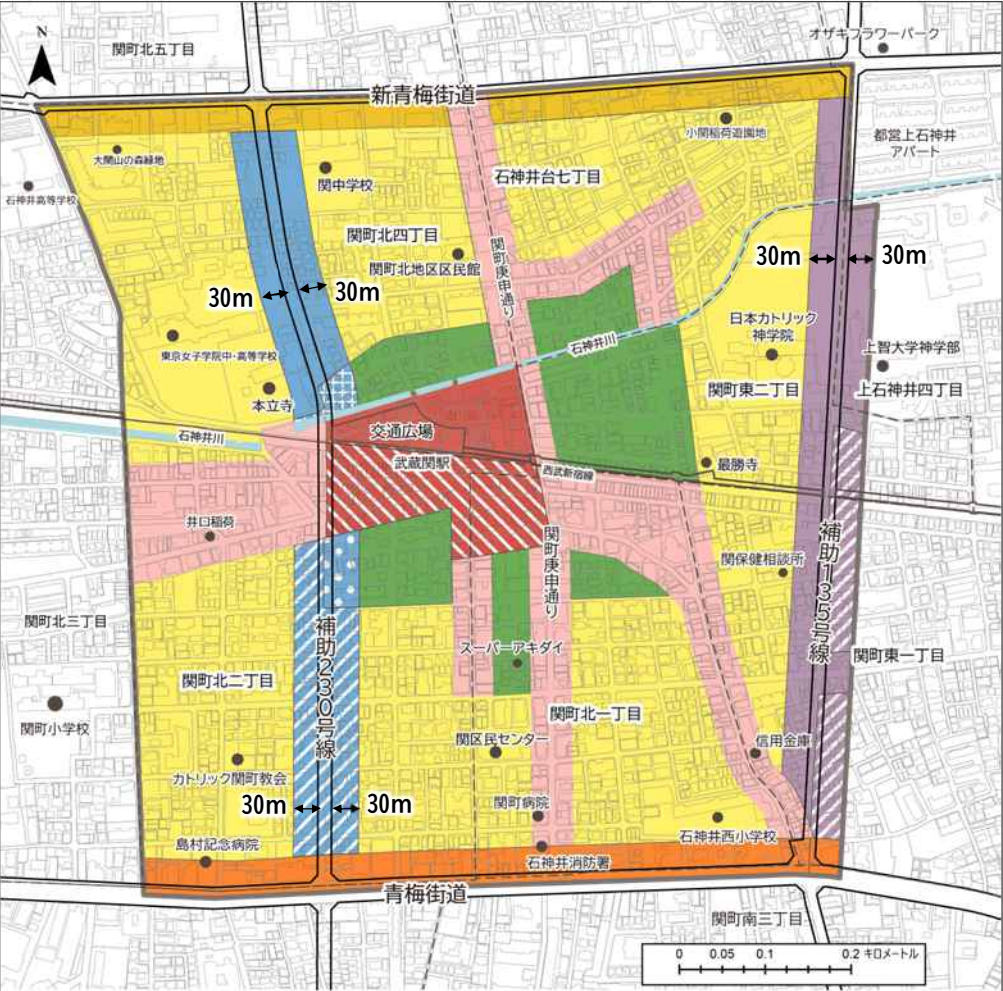 N
関町北五丁目
オザキフラワーパーク
新青梅街道
小関稲荷遊園地
都営上石神井
アパート
大関山の森緑地
関中学校
石神井台七丁目
石神井高等学校
関町北四丁目
関町北地区区民館
関町庚申通り
30m
30m
30m
30m
日本カトリック
神学院
石神井川
上智大学神学部
東京女子学院中・高等学校
関町東二丁目
上石神井四丁目
本立寺
交通広場
石神井川
武蔵関駅
西武新宿線
最勝寺
井口稲荷
関町庚申通り
補助135号線
関保健相談所
関町北三丁目
補助230号線
スーパーアキダイ
関町東一丁目
関町北二丁目
関町小学校
関町北一丁目
関区民センター
信用金庫
カトリック関町教会
30m
30m
関町病院
石神井西小学校
島村記念病院
石神井消防署
青梅街道
関町南三丁目
0 0.05 0.1 0.2 キロメートル